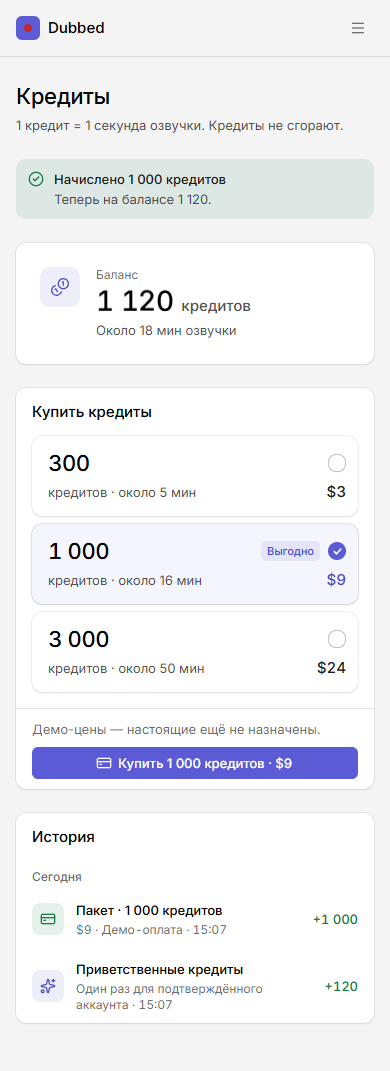 Dubbed
Кредиты
1 кредит = 1 секунда озвучки. Кредиты не сгорают.
Начислено 1 000 кредитов
Теперь на балансе 1 120.
Баланс
1 120 кредитов
Около 18 мин озвучки
Купить кредиты
300
кредитов · около 5 мин
$3
1 000
Выгодно
кредитов · около 16 мин
$9
3 000
кредитов · около 50 мин
$24
Демо-цены — настоящие ещё не назначены.
Купить 1 000 кредитов · $9
История
Сегодня
Пакет · 1 000 кредитов
$9 · Демо-оплата · 15:07
+1 000
Приветственные кредиты
Один раз для подтверждённого
аккаунта · 15:07
+120